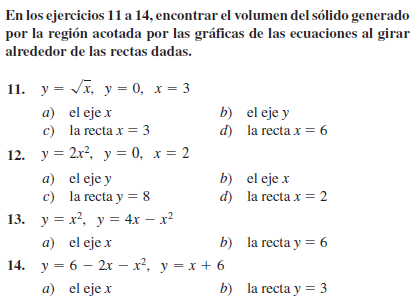 En los ejercicios 11 a 14, encontrar el volumen del sólido generado
por la región acotada por las gráficas de las ecuaciones al girar
alrededor de las rectas dadas.
11. y = √x, y = 0, x = 3
a) el eje x b) el eje y
c) la recta x = 3 d) la recta x = 6
12. y = 2x², y = 0, x = 2
a) el eje y b) el eje x
c) la recta y = 8 d) la recta x = 2
13. y = x², y = 4x − x²
a) el eje x b) la recta y = 6
14. y = 6 − 2x − x², y = x + 6
a) el eje x b) la recta y = 3